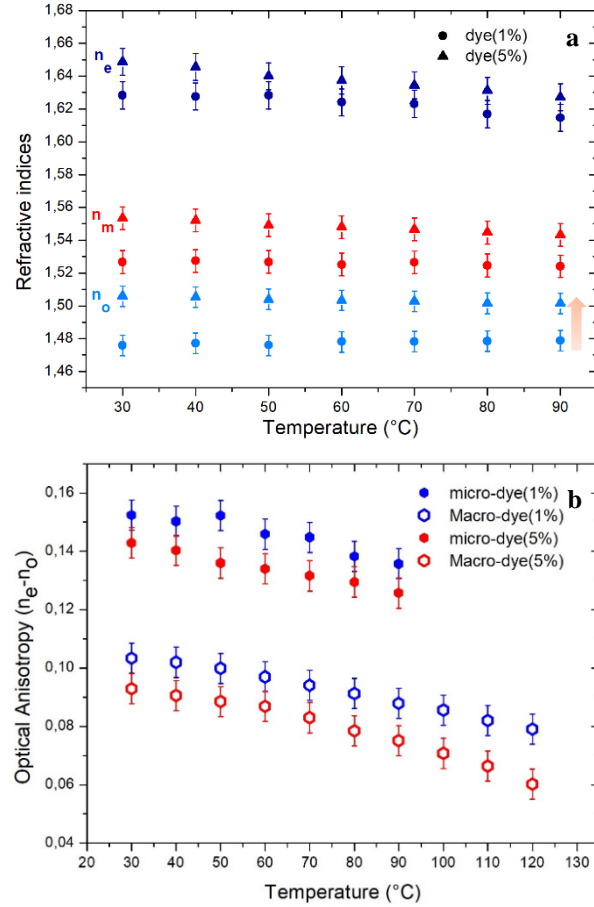 1,68
1,66
1,64
1,62
1,60
1,58
1,56
1,54
1,52
1,50
1,48
1,46
Refractive indices
n e
n m
n o
dye(1%)
dye(5%)
a
30 40 50 60 70 80 90
Temperature (°C)
0,16
0,14
0,12
0,10
0,08
0,06
0,04
Optical Anisotropy (ne-no)
micro-dye(1%)
Macro-dye(1%)
micro-dye(5%)
Macro-dye(5%)
b
20 30 40 50 60 70 80 90 100 110 120 130
Temperature (°C)